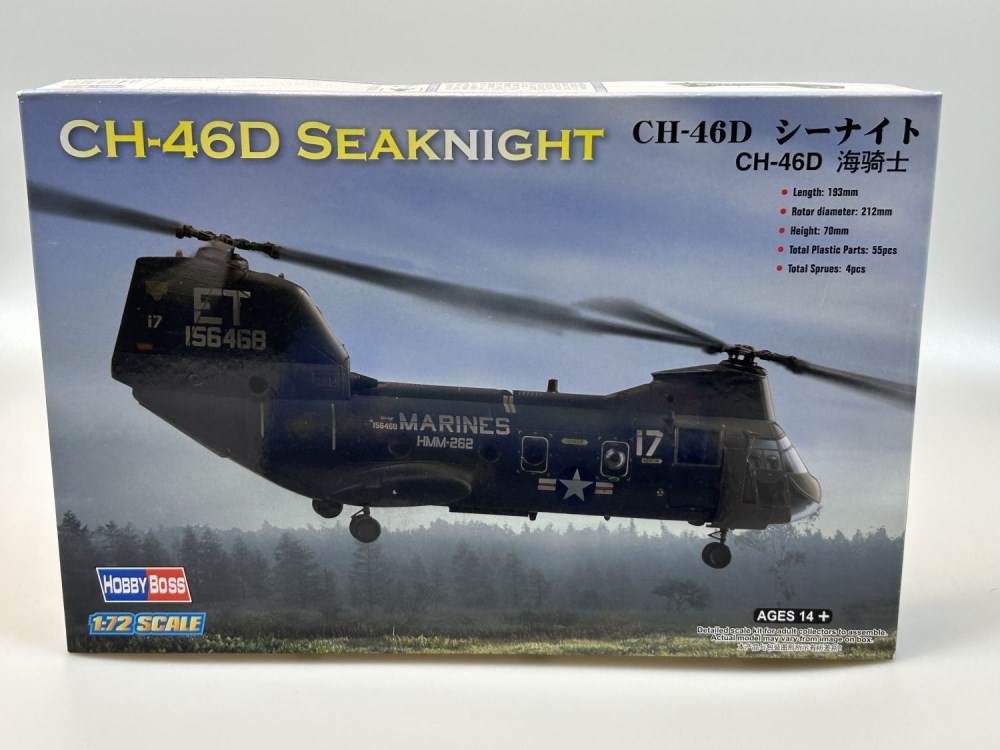 CH-46D SEAKNIGHT
CH-46D シーナイト
CH-46D 海骑士
Length: 193mm
Rotor diameter: 212mm
Height: 70mm
Total Plastic Parts: 55pcs
Total Sprues: 4pcs
ET
17
156468
156468
MARINES
HMM-262
17
HOBBY BOSS
1:72 SCALE
AGES 14 +
Detailed scale kit for adult collectors to assemble.
Actual model may vary from image on box.